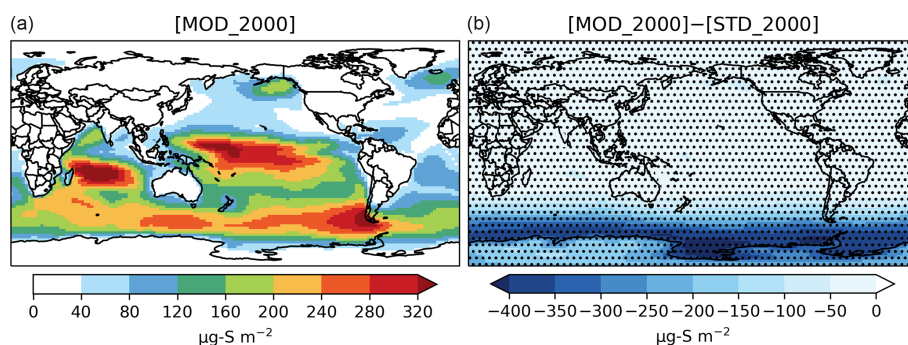 (a) [MOD_2000]
(b) [MOD_2000]−[STD_2000]
0 40 80 120 160 200 240 280 320
µg-S m⁻²
−400 −350 −300 −250 −200 −150 −100 −50 0
µg-S m⁻²